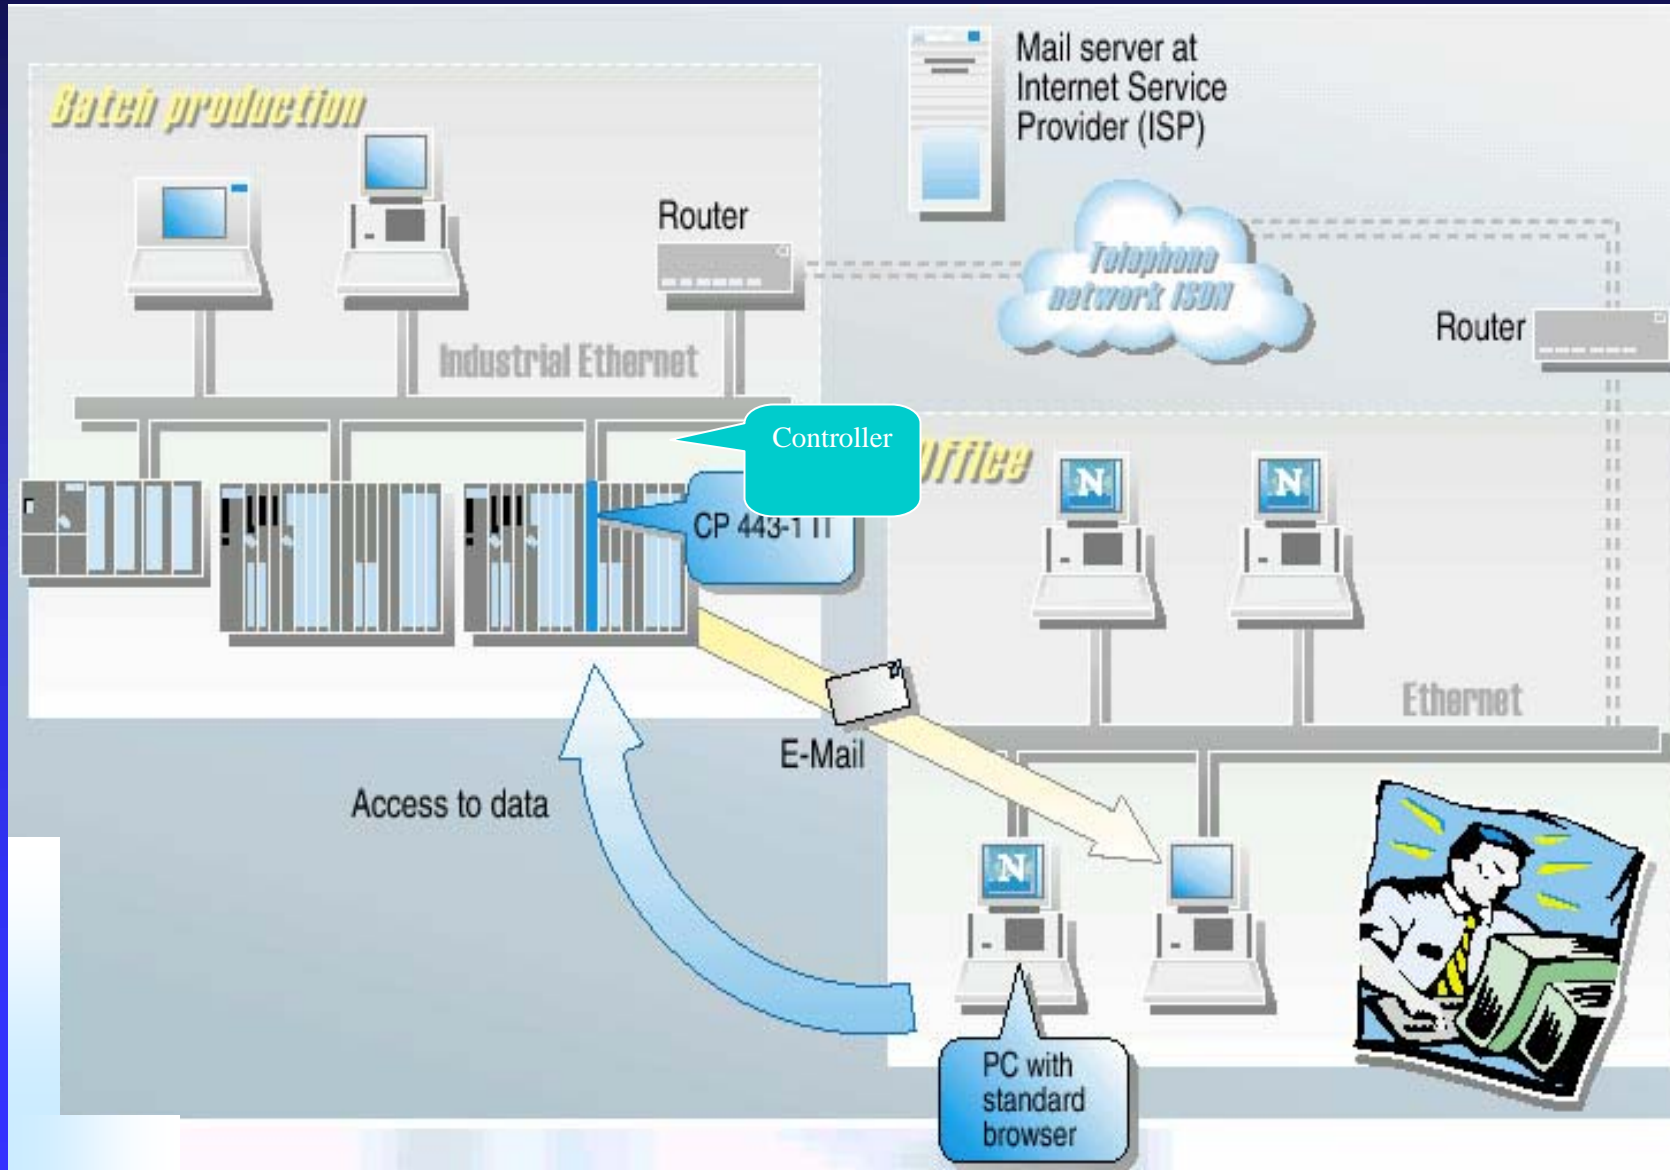 Mail server at
Internet Service
Provider (ISP)
Batch production
Router
Telephone
network ISDN
Router
Industrial Ethernet
Controller
Office
N
N
CP 443-1 IT
Ethernet
E-Mail
Access to data
N
PC with
standard
browser